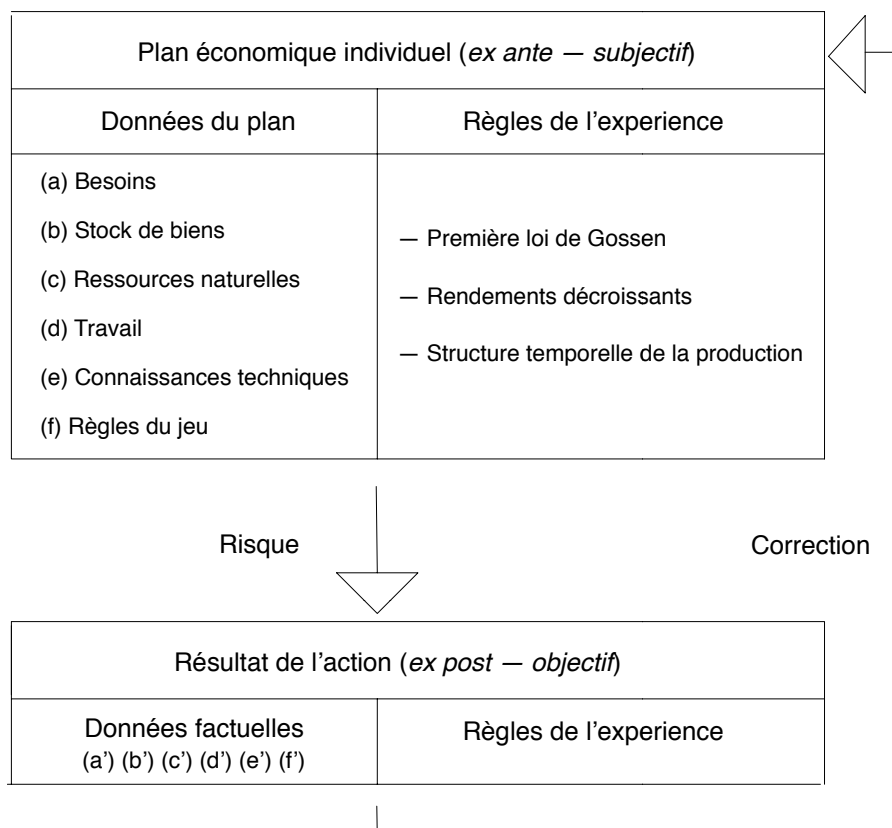 Plan économique individuel (ex ante — subjectif)
Données du plan
Règles de l’experience
(a) Besoins
(b) Stock de biens
(c) Ressources naturelles
(d) Travail
(e) Connaissances techniques
(f) Règles du jeu
— Première loi de Gossen
— Rendements décroissants
— Structure temporelle de la production
Risque
Correction
Résultat de l’action (ex post — objectif)
Données factuelles
(a’) (b’) (c’) (d’) (e’) (f’)
Règles de l’experience